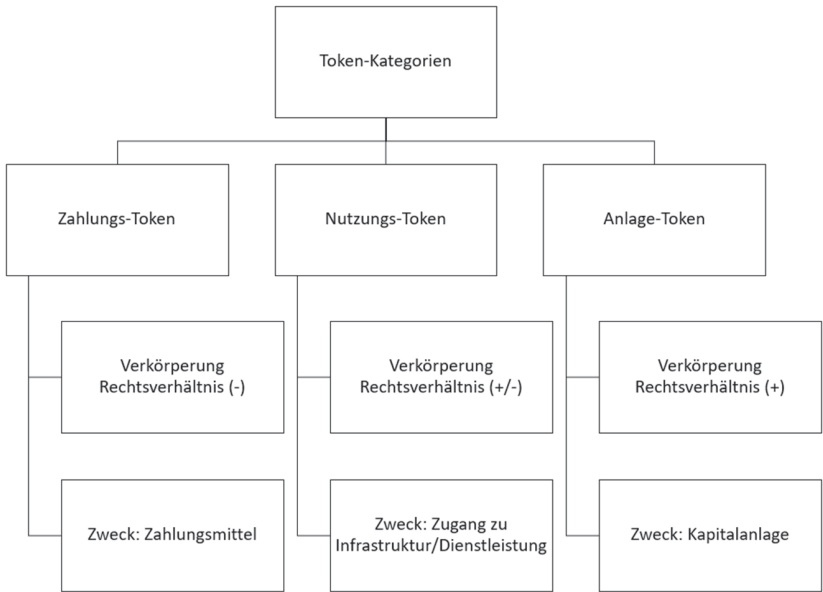 Token-Kategorien
Zahlungs-Token
Nutzungs-Token
Anlage-Token
Verkörperung
Rechtsverhältnis (-)
Verkörperung
Rechtsverhältnis (+/-)
Verkörperung
Rechtsverhältnis (+)
Zweck: Zahlungsmittel
Zweck: Zugang zu
Infrastruktur/Dienstleistung
Zweck: Kapitalanlage